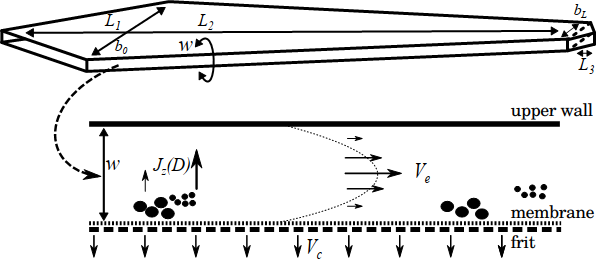 L1 L2 bL
b0 w
L3
upper wall
w Jz(D) Ve
membrane
Vc frit